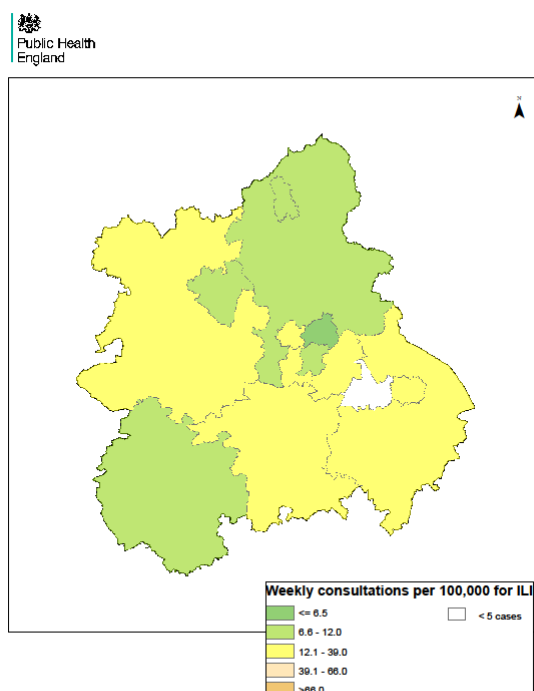 Public Health
England
N
Weekly consultations per 100,000 for ILI
<= 6.5
< 5 cases
6.6 - 12.0
12.1 - 39.0
39.1 - 66.0
>66.0